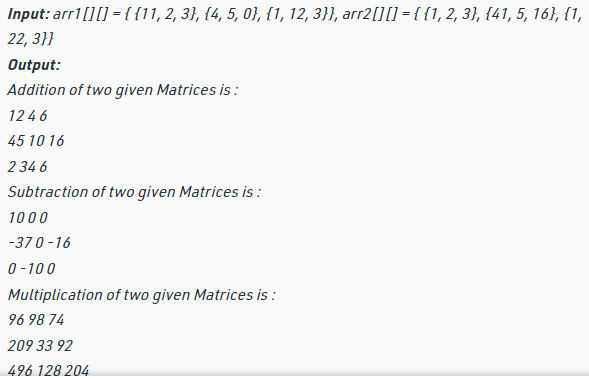 Input: arr1[][] = { {11, 2, 3}, {4, 5, 0}, {1, 12, 3}}, arr2[][] = { {1, 2, 3}, {41, 5, 16}, {1,
22, 3}}
Output:
Addition of two given Matrices is :
12 4 6
45 10 16
2 34 6
Subtraction of two given Matrices is :
10 0 0
-37 0 -16
0 -10 0
Multiplication of two given Matrices is :
96 98 74
209 33 92
496 128 204